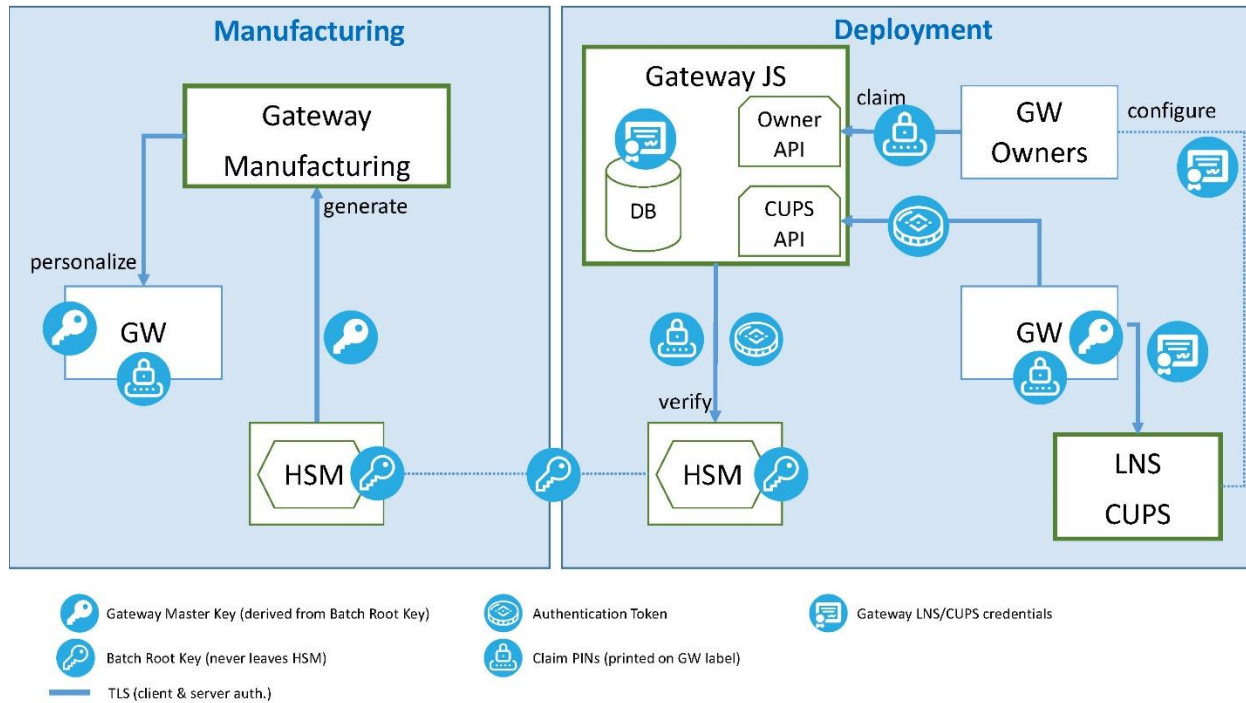 Manufacturing
Gateway
Manufacturing
generate
personalize
GW
HSM
Deployment
Gateway JS
claim
Owner
API
GW
Owners
configure
DB
CUPS
API
GW
verify
HSM
LNS
CUPS
Gateway Master Key (derived from Batch Root Key)
Authentication Token
Gateway LNS/CUPS credentials
Batch Root Key (never leaves HSM)
Claim PINs (printed on GW label)
TLS (client & server auth.)